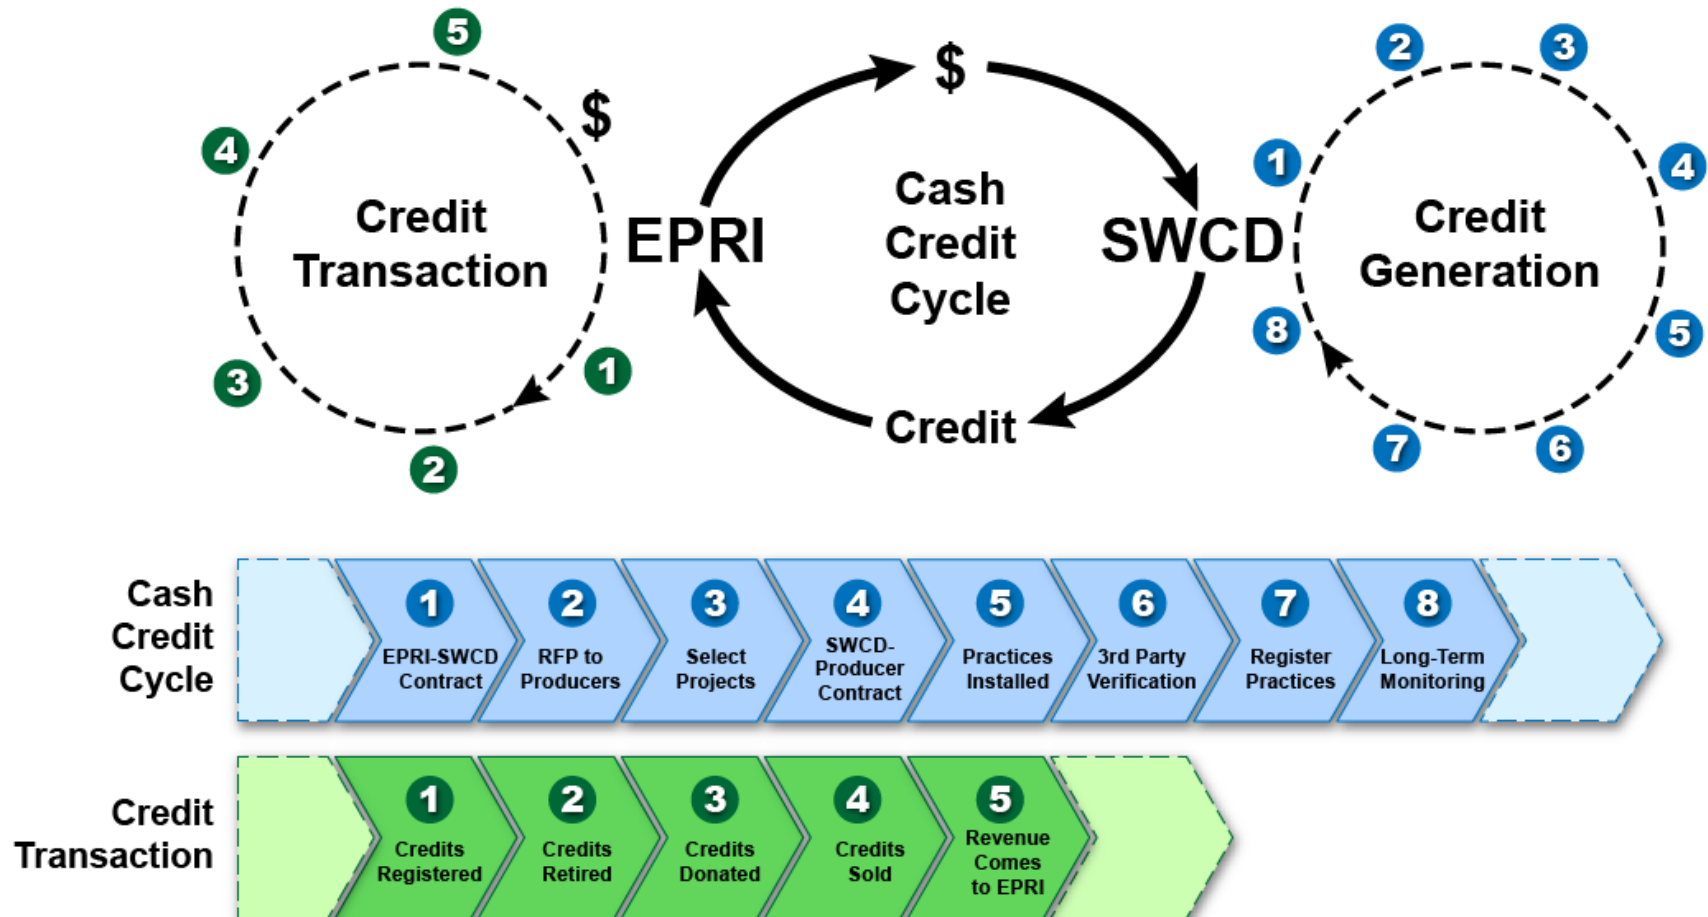 5
$
4
Credit
Transaction
3
1
2
$
EPRI
Cash
Credit
Cycle
SWCD
Credit
2
3
1
4
Credit
Generation
8
5
7
6
Cash
Credit
Cycle
1
EPRI-SWCD
Contract
2
RFP to
Producers
3
Select
Projects
4
SWCD-
Producer
Contract
5
Practices
Installed
6
3rd Party
Verification
7
Register
Practices
8
Long-Term
Monitoring
Credit
Transaction
1
Credits
Registered
2
Credits
Retired
3
Credits
Donated
4
Credits
Sold
5
Revenue
Comes
to EPRI